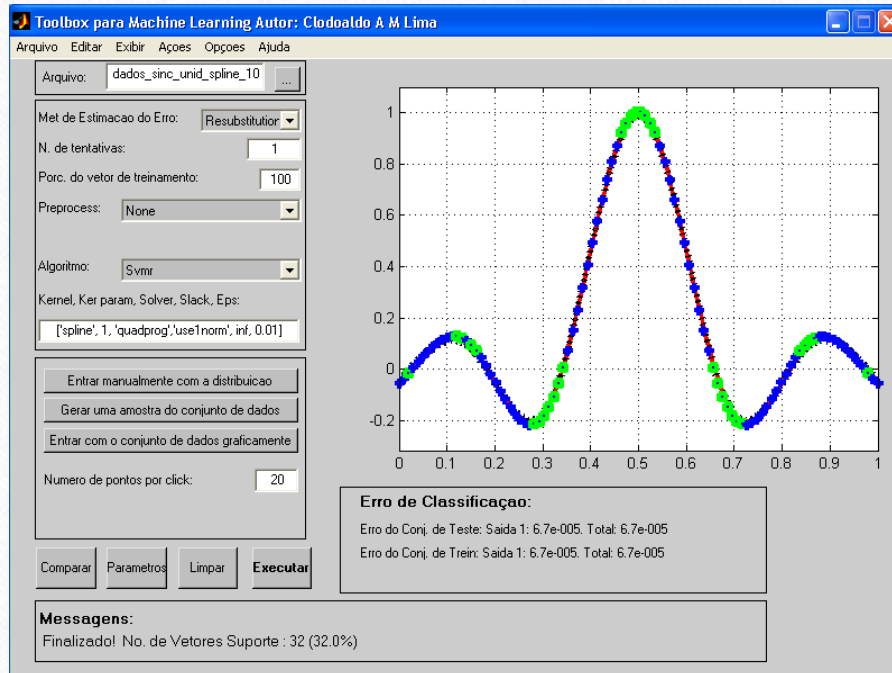 Toolbox para Machine Learning Autor: Clodoaldo A M Lima
Arquivo Editar Exibir Açoes Opçoes Ajuda
Arquivo: dados_sinc_unid_spline_10 ...
Met de Estimacao do Erro: Resubstitution
N. de tentativas: 1
Porc. do vetor de treinamento: 100
Preprocess: None
Algoritmo: Svmr
Kernel, Ker param, Solver, Slack, Eps:
['spline', 1, 'quadprog','use1norm', inf, 0.01]
Entrar manualmente com a distribuicao
Gerar uma amostra do conjunto de dados
Entrar com o conjunto de dados graficamente
Numero de pontos por click: 20
Comparar Parametros Limpar Executar
1
0.8
0.6
0.4
0.2
0
-0.2
0 0.1 0.2 0.3 0.4 0.5 0.6 0.7 0.8 0.9 1
Erro de Classificaçao:
Erro do Conj. de Teste: Saida 1: 6.7e-005. Total: 6.7e-005
Erro do Conj. de Trein: Saida 1: 6.7e-005. Total: 6.7e-005
Messagens:
Finalizado! No. de Vetores Suporte : 32 (32.0%)